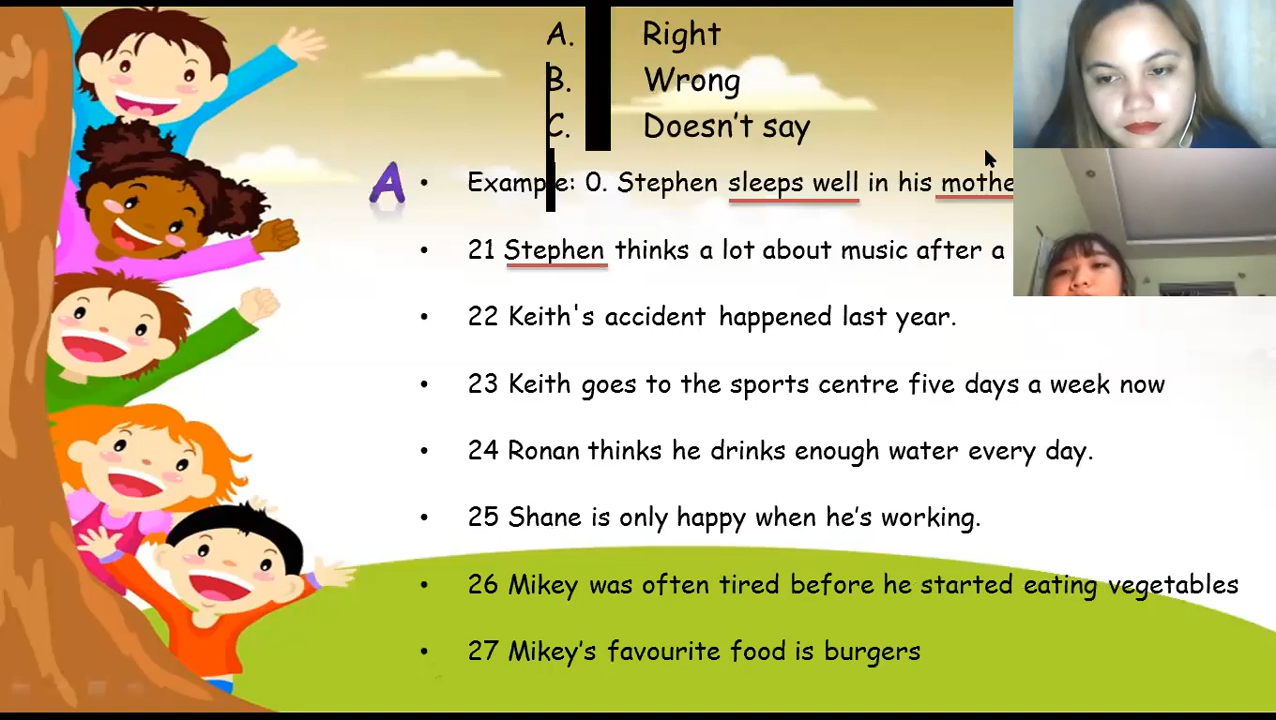 A. Right
B. Wrong
C. Doesn't say
A • Example: 0. Stephen sleeps well in his mothe
• 21 Stephen thinks a lot about music after a
• 22 Keith's accident happened last year.
• 23 Keith goes to the sports centre five days a week now
• 24 Ronan thinks he drinks enough water every day.
• 25 Shane is only happy when he's working.
• 26 Mikey was often tired before he started eating vegetables
• 27 Mikey's favourite food is burgers